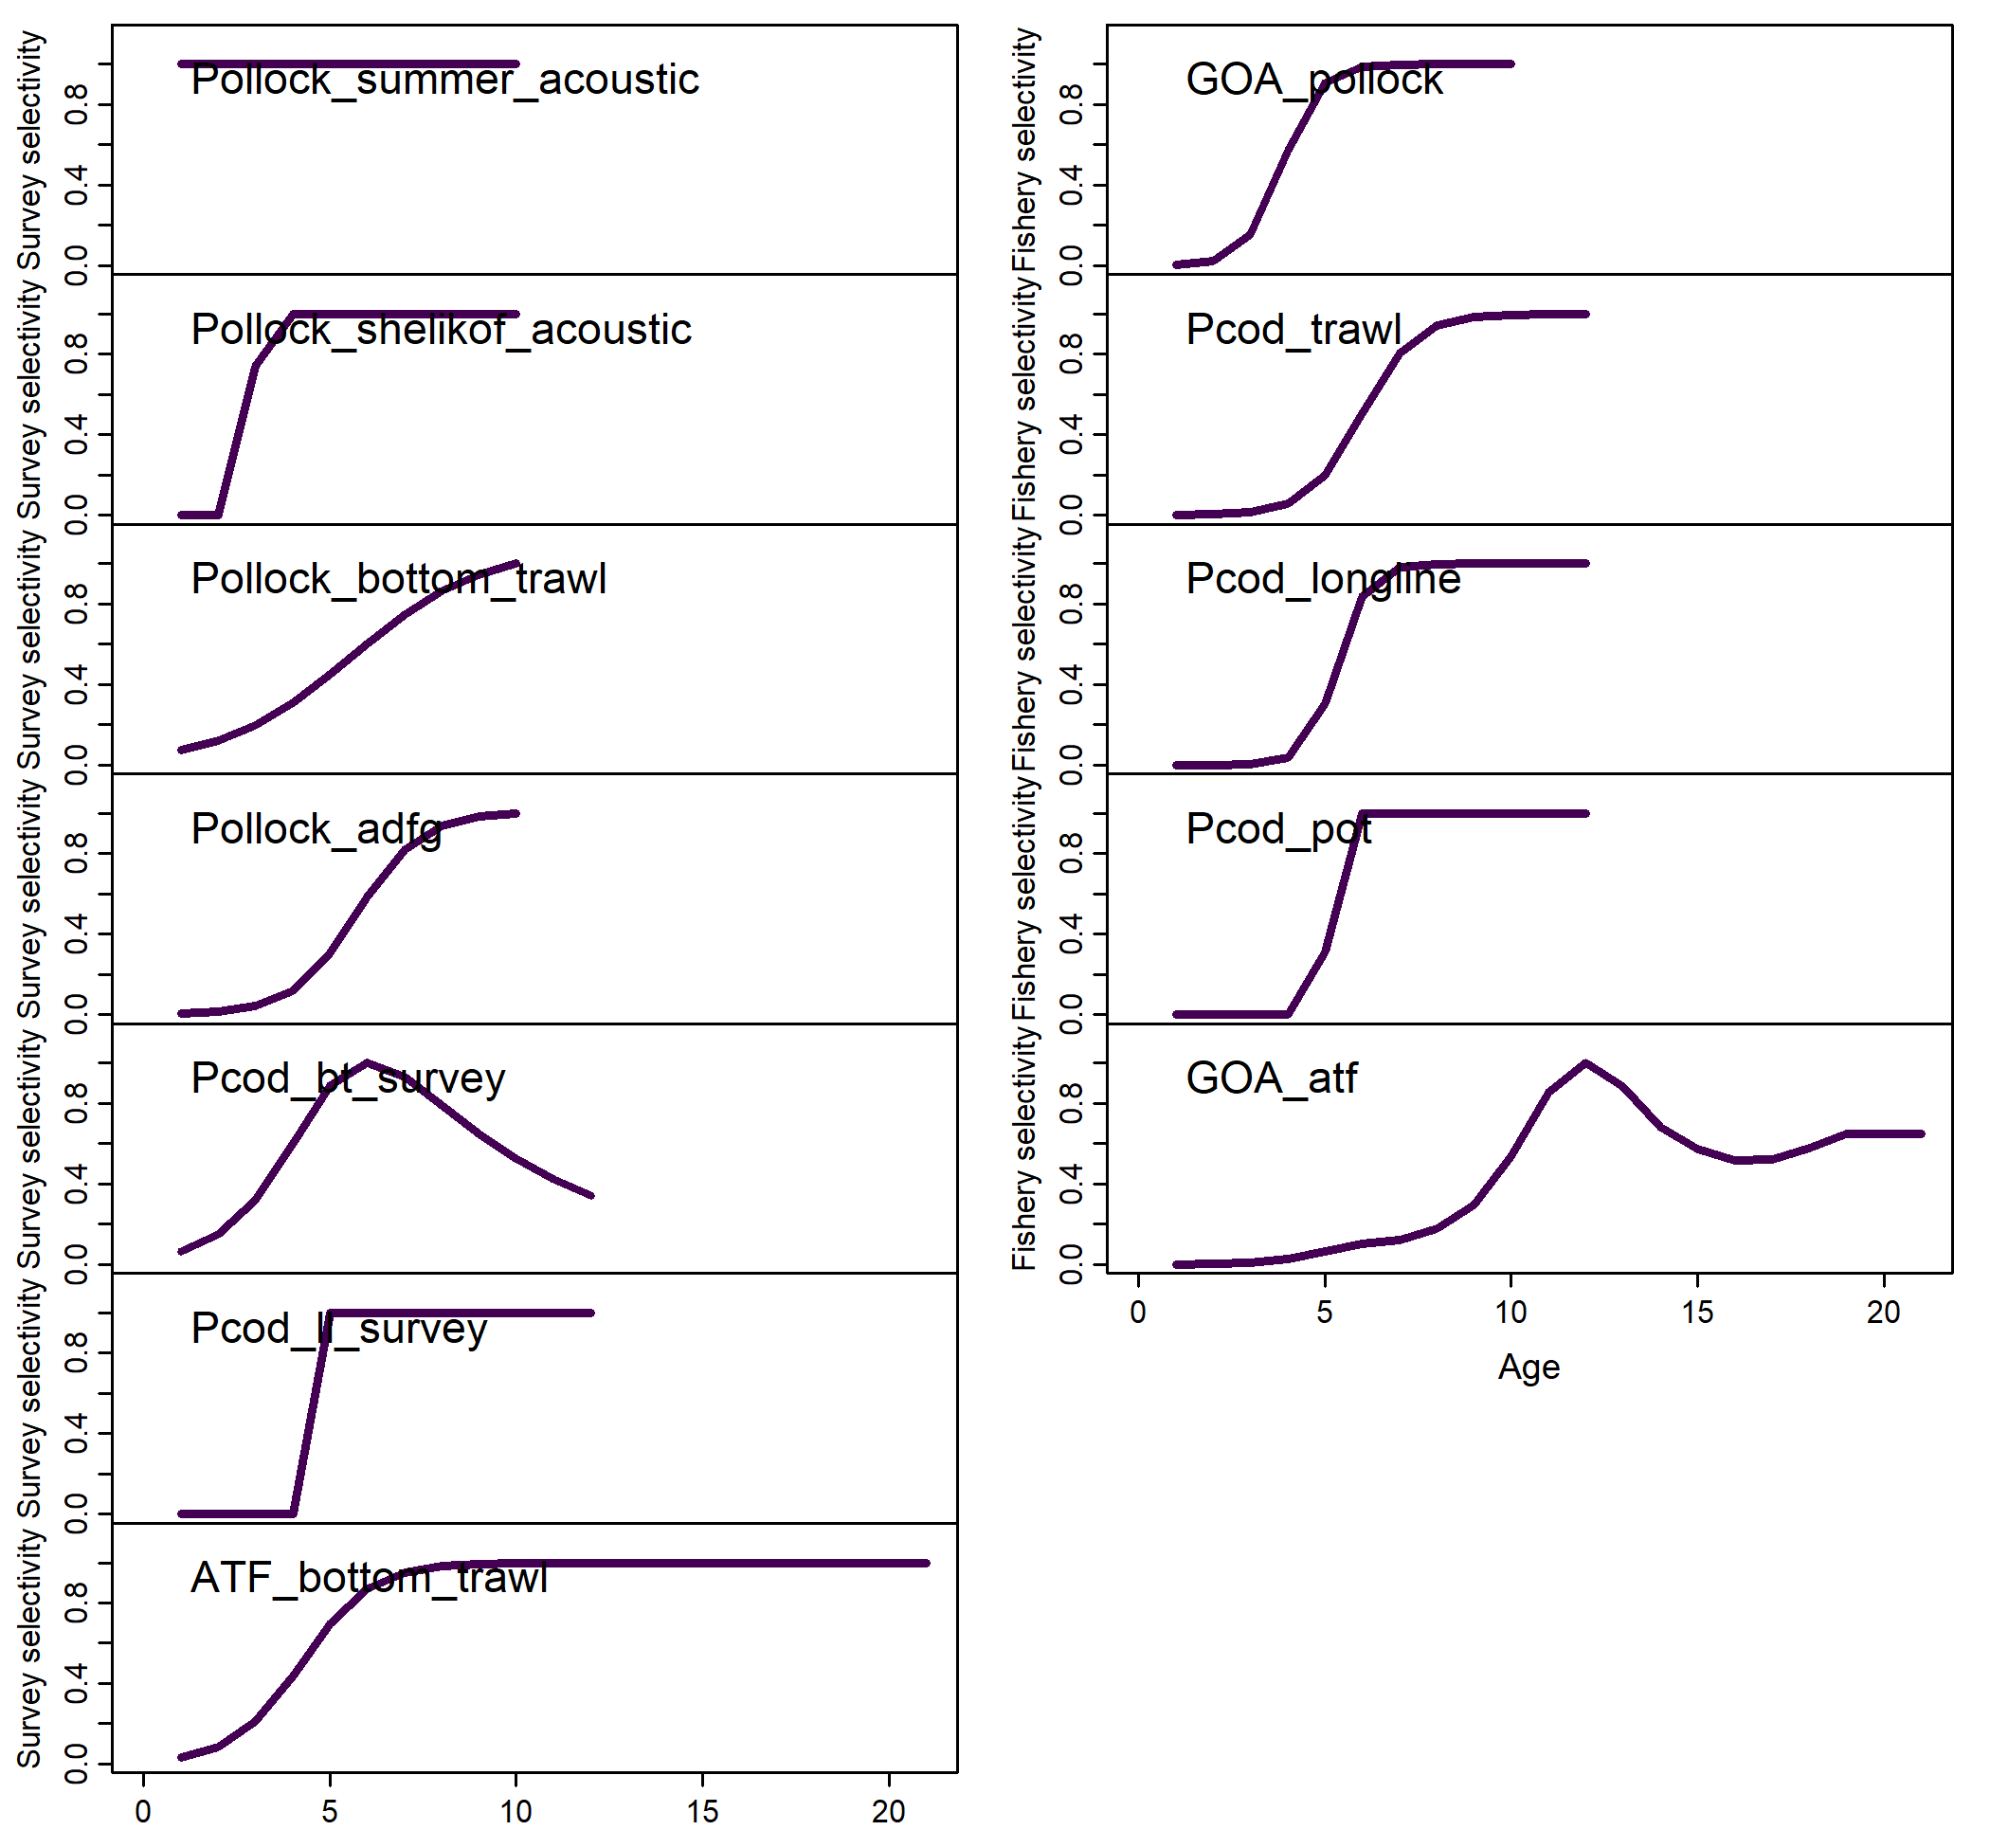 Survey selectivity
0.0 0.4 0.8
Pollock_summer_acoustic
Survey selectivity
0.0 0.4 0.8
Pollock_shelikof_acoustic
Survey selectivity
0.0 0.4 0.8
Pollock_bottom_trawl
Survey selectivity
0.0 0.4 0.8
Pollock_adfg
Survey selectivity
0.0 0.4 0.8
Pcod_bt_survey
Survey selectivity
0.0 0.4 0.8
Pcod_ll_survey
Survey selectivity
0.0 0.4 0.8
ATF_bottom_trawl
0 5 10 15 20
Fishery selectivity
0.0 0.4 0.8
GOA_pollock
Fishery selectivity
0.0 0.4 0.8
Pcod_trawl
Fishery selectivity
0.0 0.4 0.8
Pcod_longline
Fishery selectivity
0.0 0.4 0.8
Pcod_pot
Fishery selectivity
0.0 0.4 0.8
GOA_atf
0 5 10 15 20
Age